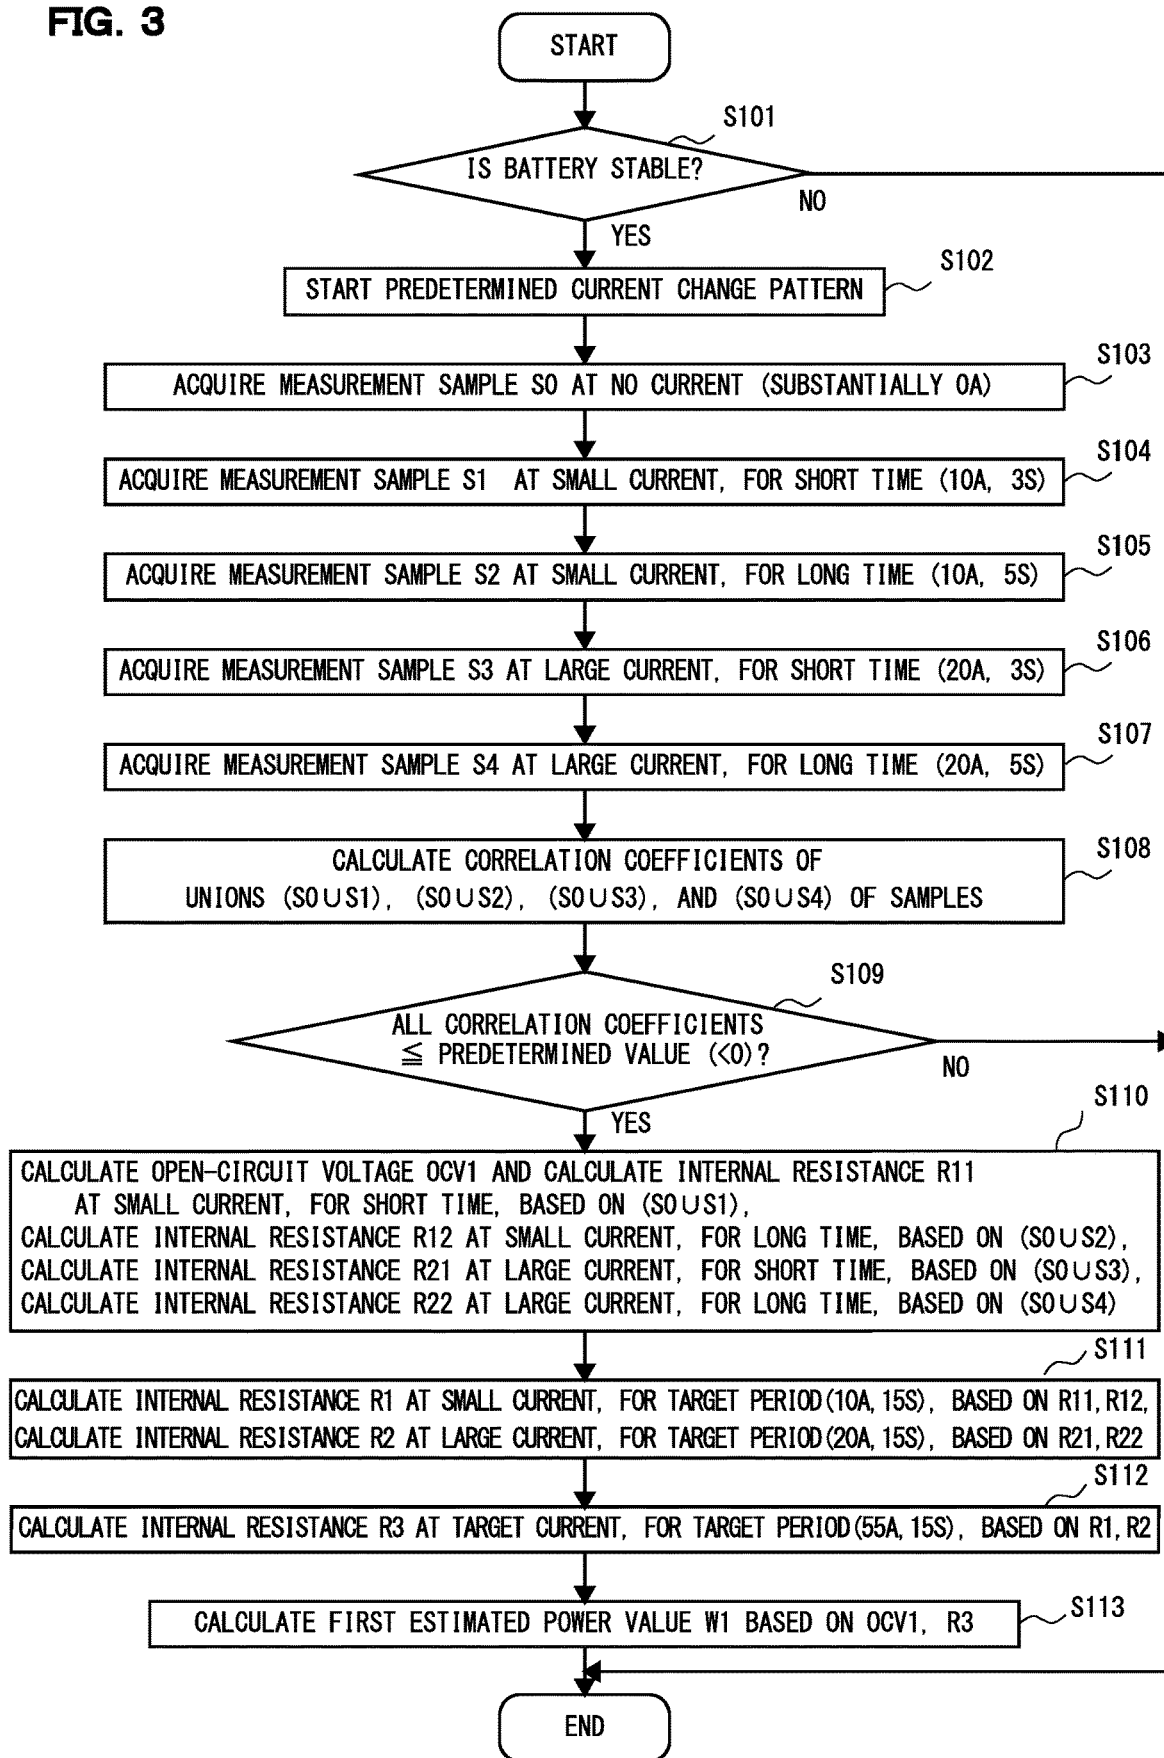 FIG. 3
START
S101
IS BATTERY STABLE?
NO
YES
S102
START PREDETERMINED CURRENT CHANGE PATTERN
S103
ACQUIRE MEASUREMENT SAMPLE S0 AT NO CURRENT (SUBSTANTIALLY 0A)
S104
ACQUIRE MEASUREMENT SAMPLE S1 AT SMALL CURRENT, FOR SHORT TIME (10A, 3S)
S105
ACQUIRE MEASUREMENT SAMPLE S2 AT SMALL CURRENT, FOR LONG TIME (10A, 5S)
S106
ACQUIRE MEASUREMENT SAMPLE S3 AT LARGE CURRENT, FOR SHORT TIME (20A, 3S)
S107
ACQUIRE MEASUREMENT SAMPLE S4 AT LARGE CURRENT, FOR LONG TIME (20A, 5S)
S108
CALCULATE CORRELATION COEFFICIENTS OF
UNIONS (S0∪S1), (S0∪S2), (S0∪S3), AND (S0∪S4) OF SAMPLES
S109
ALL CORRELATION COEFFICIENTS
≦ PREDETERMINED VALUE (<0)?
NO
YES
S110
CALCULATE OPEN-CIRCUIT VOLTAGE OCV1 AND CALCULATE INTERNAL RESISTANCE R11
AT SMALL CURRENT, FOR SHORT TIME, BASED ON (S0∪S1),
CALCULATE INTERNAL RESISTANCE R12 AT SMALL CURRENT, FOR LONG TIME, BASED ON (S0∪S2),
CALCULATE INTERNAL RESISTANCE R21 AT LARGE CURRENT, FOR SHORT TIME, BASED ON (S0∪S3),
CALCULATE INTERNAL RESISTANCE R22 AT LARGE CURRENT, FOR LONG TIME, BASED ON (S0∪S4)
S111
CALCULATE INTERNAL RESISTANCE R1 AT SMALL CURRENT, FOR TARGET PERIOD(10A, 15S), BASED ON R11, R12,
CALCULATE INTERNAL RESISTANCE R2 AT LARGE CURRENT, FOR TARGET PERIOD(20A, 15S), BASED ON R21, R22
S112
CALCULATE INTERNAL RESISTANCE R3 AT TARGET CURRENT, FOR TARGET PERIOD(55A, 15S), BASED ON R1, R2
S113
CALCULATE FIRST ESTIMATED POWER VALUE W1 BASED ON OCV1, R3
END